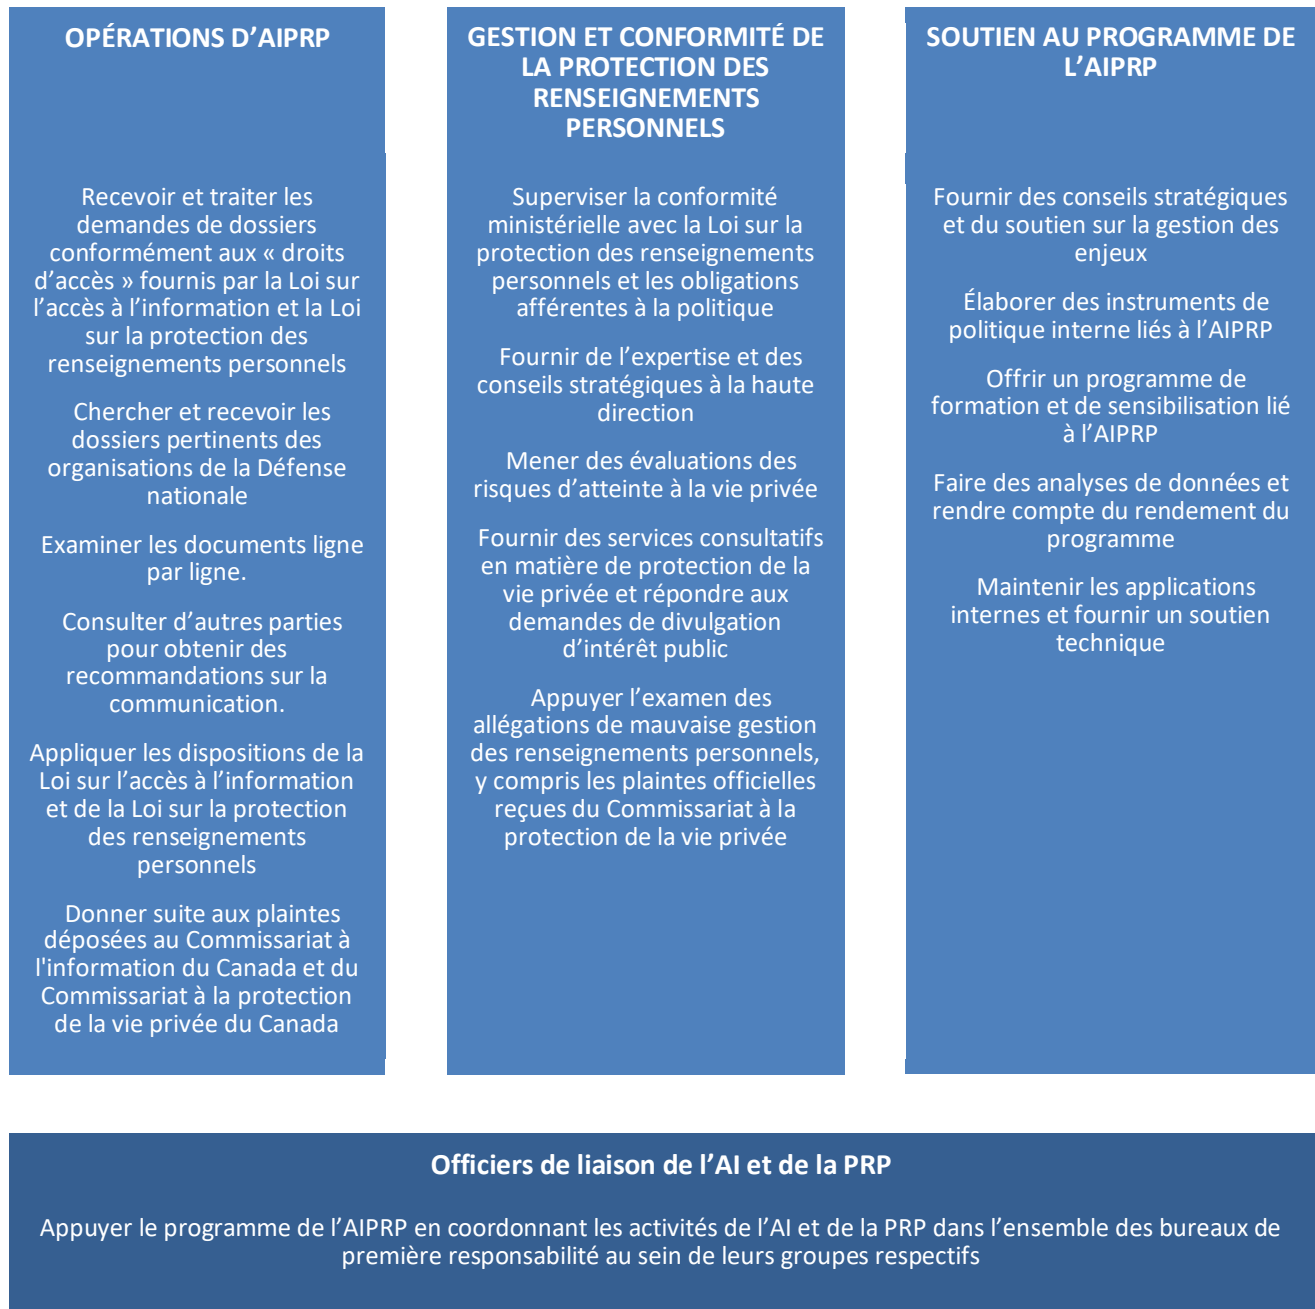 OPÉRATIONS D’AIPRP
Recevoir et traiter les
demandes de dossiers
conformément aux « droits
d’accès » fournis par la Loi sur
l’accès à l’information et la Loi
sur la protection des
renseignements personnels
Chercher et recevoir les
dossiers pertinents des
organisations de la Défense
nationale
Examiner les documents ligne
par ligne.
Consulter d’autres parties
pour obtenir des
recommandations sur la
communication.
Appliquer les dispositions de la
Loi sur l’accès à l’information
et de la Loi sur la protection
des renseignements
personnels
Donner suite aux plaintes
déposées au Commissariat à
l'information du Canada et du
Commissariat à la protection
de la vie privée du Canada
GESTION ET CONFORMITÉ DE
LA PROTECTION DES
RENSEIGNEMENTS
PERSONNELS
Superviser la conformité
ministérielle avec la Loi sur la
protection des renseignements
personnels et les obligations
afférentes à la politique
Fournir de l’expertise et des
conseils stratégiques à la haute
direction
Mener des évaluations des
risques d’atteinte à la vie privée
Fournir des services consultatifs
en matière de protection de la
vie privée et répondre aux
demandes de divulgation
d’intérêt public
Appuyer l’examen des
allégations de mauvaise gestion
des renseignements personnels,
y compris les plaintes officielles
reçues du Commissariat à la
protection de la vie privée
SOUTIEN AU PROGRAMME DE
L’AIPRP
Fournir des conseils stratégiques
et du soutien sur la gestion des
enjeux
Élaborer des instruments de
politique interne liés à l’AIPRP
Offrir un programme de
formation et de sensibilisation lié
à l’AIPRP
Faire des analyses de données et
rendre compte du rendement du
programme
Maintenir les applications
internes et fournir un soutien
technique
Officiers de liaison de l’AI et de la PRP
Appuyer le programme de l’AIPRP en coordonnant les activités de l’AI et de la PRP dans l’ensemble des bureaux de
première responsabilité au sein de leurs groupes respectifs